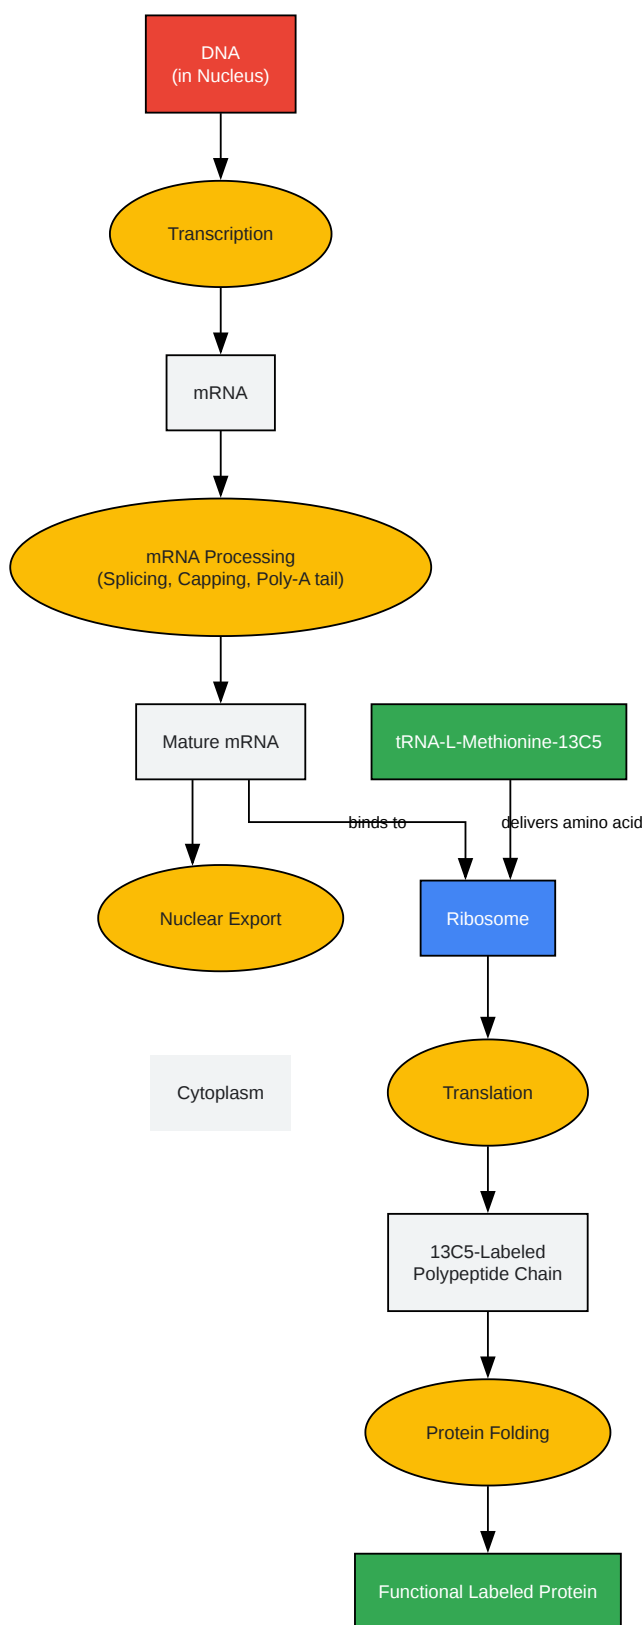 DNA
(in Nucleus)
Transcription
mRNA
mRNA Processing
(Splicing, Capping, Poly-A tail)
Mature mRNA
tRNA-L-Methionine-13C5
binds to
delivers amino acid
Nuclear Export
Ribosome
Cytoplasm
Translation
13C5-Labeled
Polypeptide Chain
Protein Folding
Functional Labeled Protein